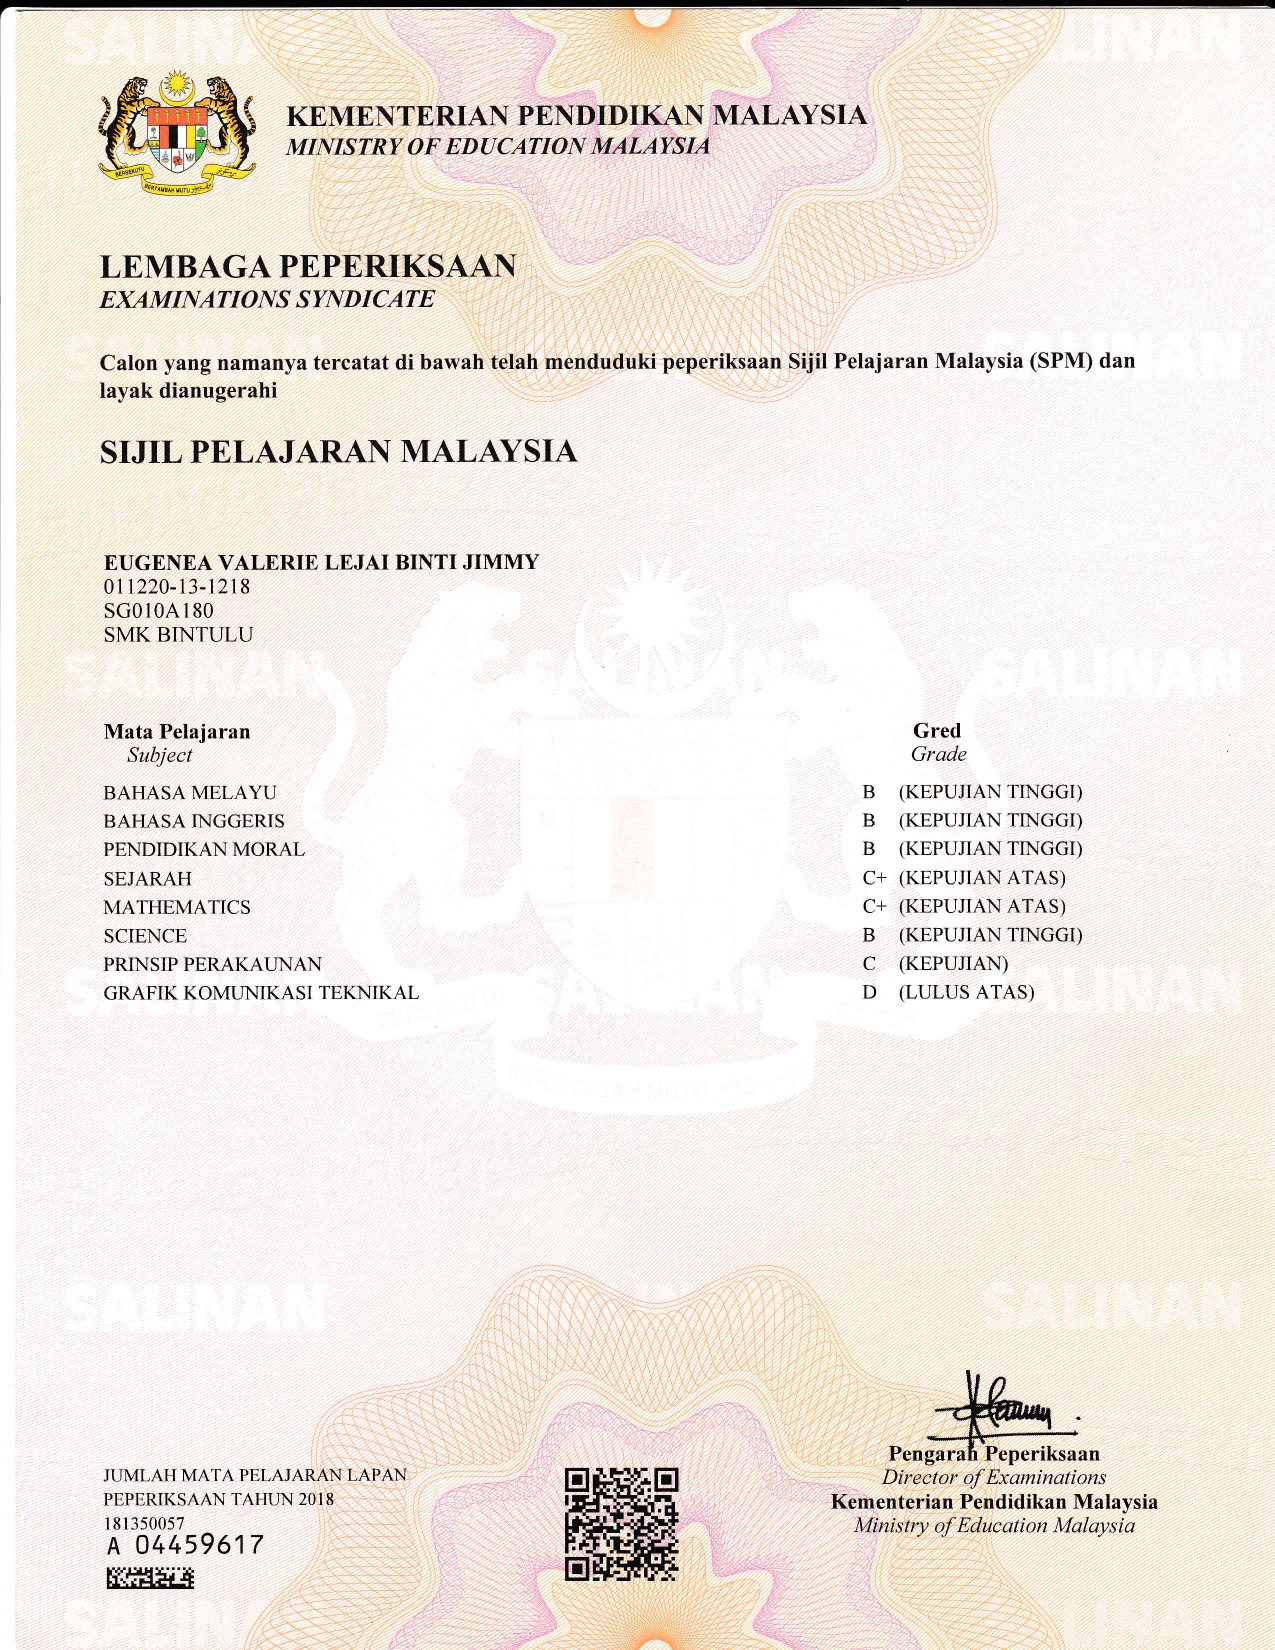 SALINAN SALINAN
KEMENTERIAN PENDIDIKAN MALAYSIA
MINISTRY OF EDUCATION MALAYSIA
BERSEKUTU
BERTAMBAH MUTU
LEMBAGA PEPERIKSAAN
EXAMINATIONS SYNDICATE
Calon yang namanya tercatat di bawah telah menduduki peperiksaan Sijil Pelajaran Malaysia (SPM) dan
layak dianugerahi
SIJIL PELAJARAN MALAYSIA
EUGENEA VALERIE LEJAI BINTI JIMMY
011220-13-1218
SG010A180
SMK BINTULU
SALINAN SALINAN SALINAN
Mata Pelajaran Gred
Subject Grade
BAHASA MELAYU B (KEPUJIAN TINGGI)
BAHASA INGGERIS B (KEPUJIAN TINGGI)
PENDIDIKAN MORAL B (KEPUJIAN TINGGI)
SEJARAH C+ (KEPUJIAN ATAS)
MATHEMATICS C+ (KEPUJIAN ATAS)
SCIENCE B (KEPUJIAN TINGGI)
PRINSIP PERAKAUNAN C (KEPUJIAN)
GRAFIK KOMUNIKASI TEKNIKAL D (LULUS ATAS)
SALINAN SALINAN
Pengarah Peperiksaan
Director of Examinations
Kementerian Pendidikan Malaysia
Ministry of Education Malaysia
JUMLAH MATA PELAJARAN LAPAN
PEPERIKSAAN TAHUN 2018
181350057
A 04459617